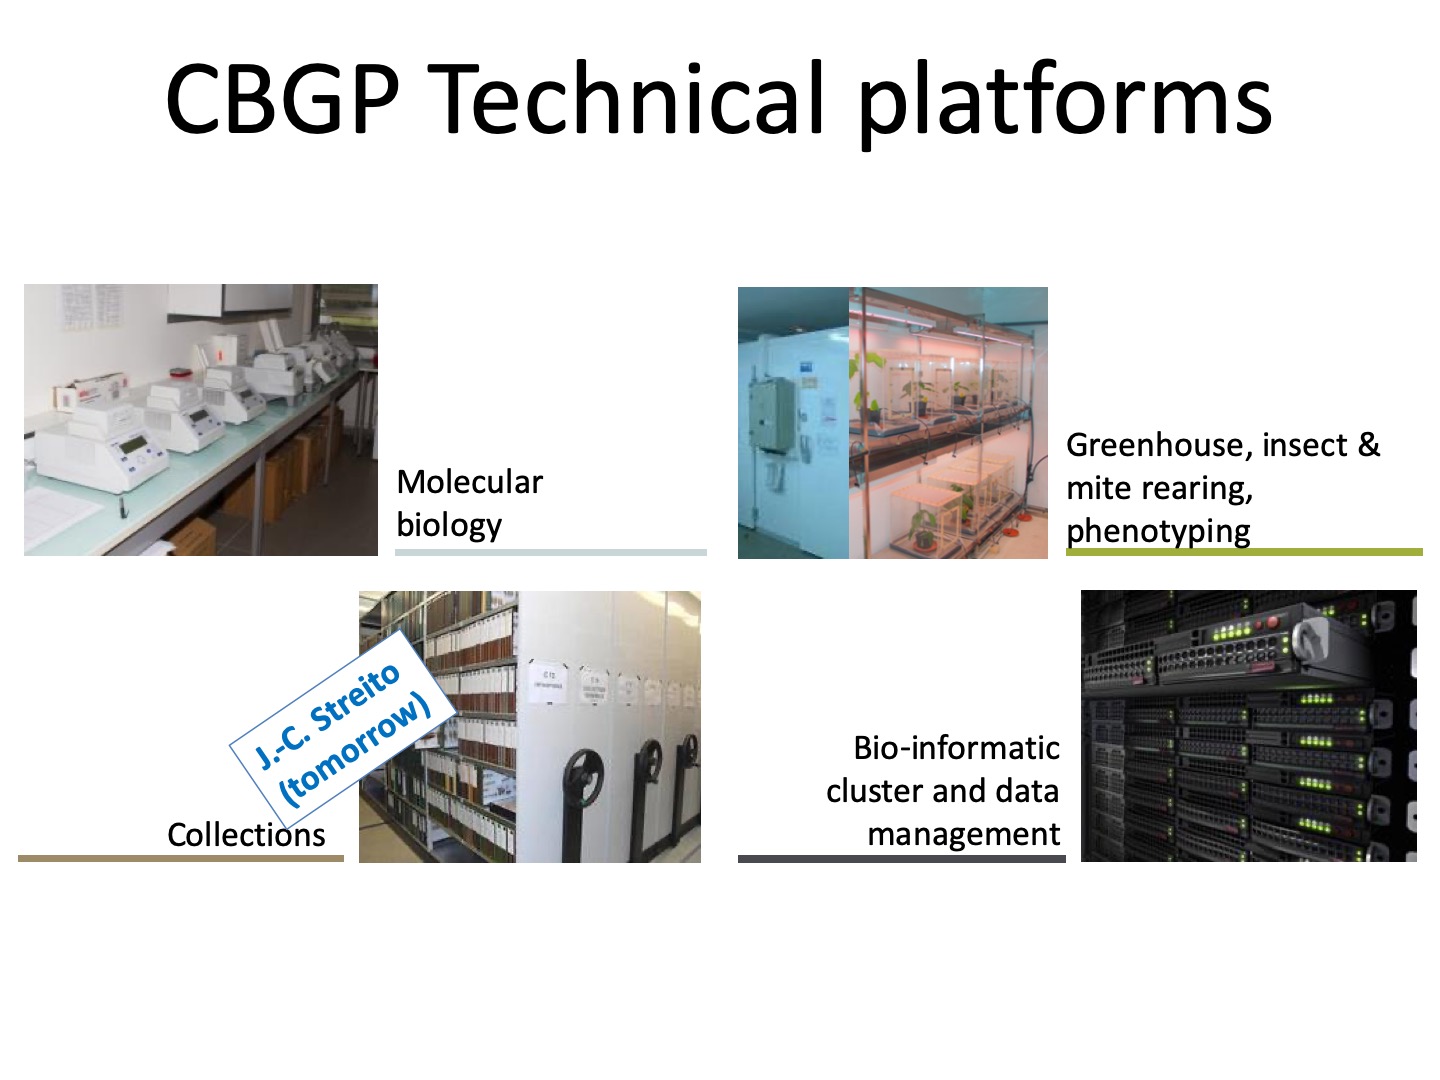 CBGP Technical platforms
Molecular
biology
Greenhouse, insect &
mite rearing,
phenotyping
J.-C. Streito
(tomorrow)
Collections
Bio-informatic
cluster and data
management